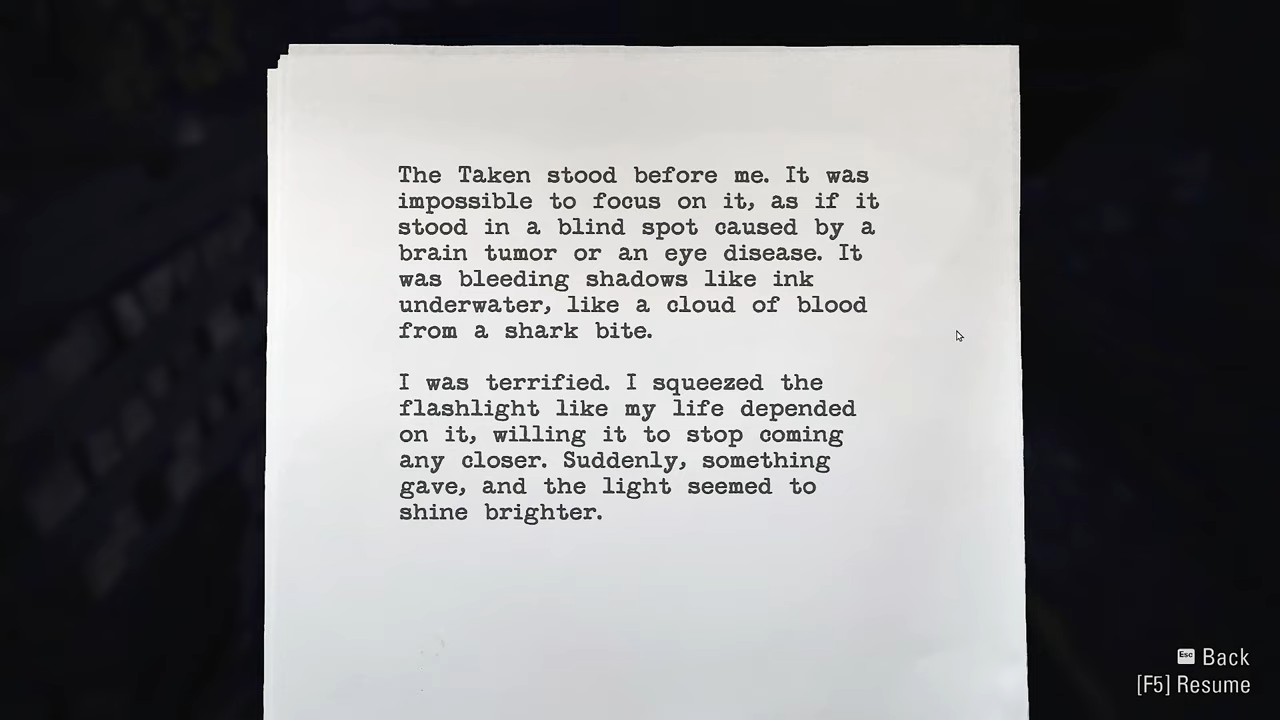 The Taken stood before me. It was
impossible to focus on it, as if it
stood in a blind spot caused by a
brain tumor or an eye disease. It
was bleeding shadows like ink
underwater, like a cloud of blood
from a shark bite.
I was terrified. I squeezed the
flashlight like my life depended
on it, willing it to stop coming
any closer. Suddenly, something
gave, and the light seemed to
shine brighter.
Esc Back
[F5] Resume